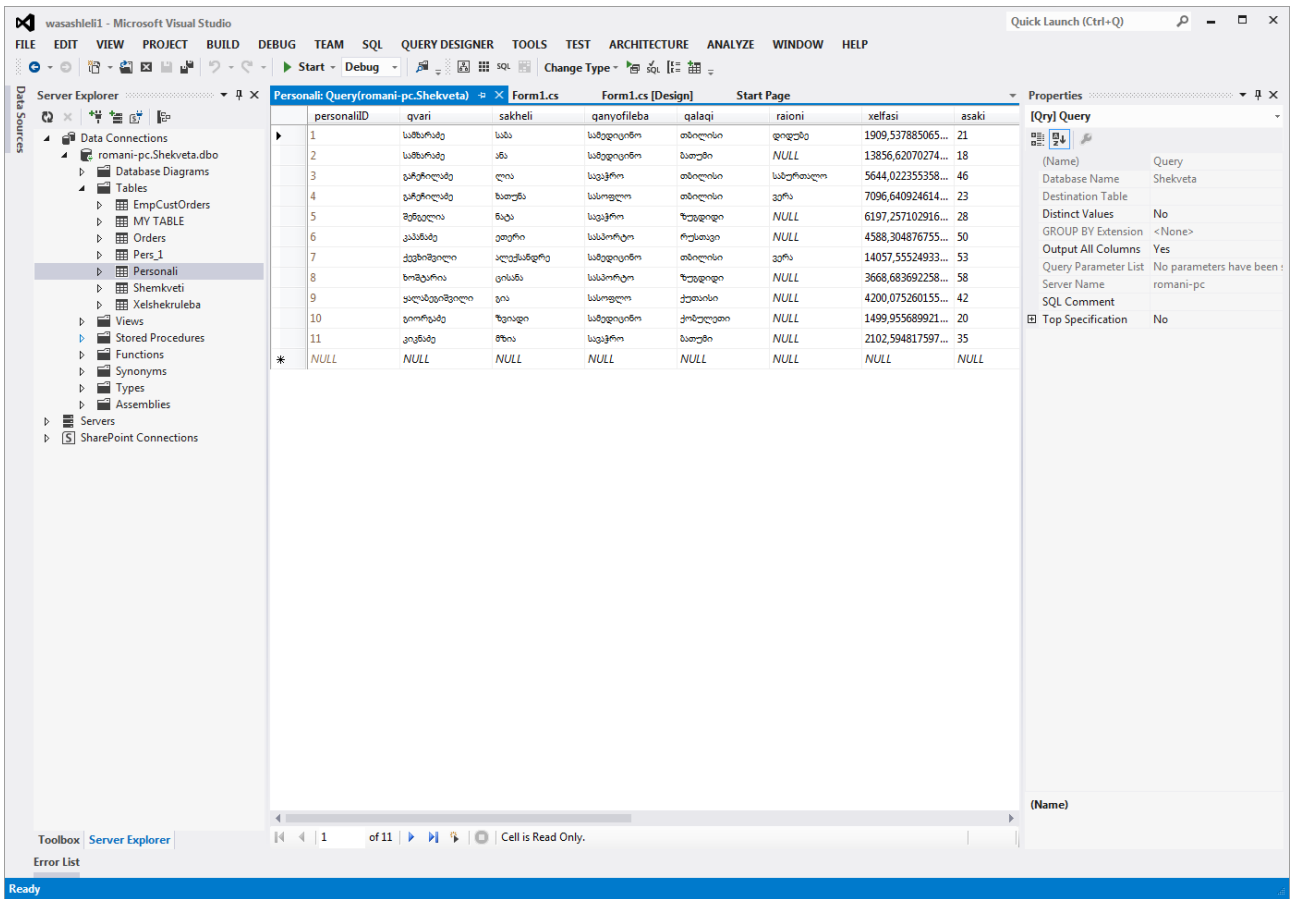 wasashleli1 - Microsoft Visual Studio
Quick Launch (Ctrl+Q)
FILE EDIT VIEW PROJECT BUILD DEBUG TEAM SQL QUERY DESIGNER TOOLS TEST ARCHITECTURE ANALYZE WINDOW HELP
Start Debug SQL Change Type
Data Sources
Server Explorer
Data Connections
romani-pc.Shekveta.dbo
Database Diagrams
Tables
EmpCustOrders
MY TABLE
Orders
Pers_1
Personali
Shemkveti
Xelshekruleba
Views
Stored Procedures
Functions
Synonyms
Types
Assemblies
Servers
SharePoint Connections
Toolbox Server Explorer
Error List
Ready
Personali: Query(romani-pc.Shekveta) Form1.cs Form1.cs [Design] Start Page
personaliID qvari sakheli qanyofileba qalaqi raioni xelfasi asaki
1 სამხარაძე საბა სამედიცინო თბილისი დიდუბე 1909,537885065... 21
2 სამხარაძე ანა სამედიცინო ბათუმი NULL 13856,62070274... 18
3 გაჩეჩილაძე ლია სავაჭრო თბილისი საბურთალო 5644,022355358... 46
4 გაჩეჩილაძე ხათუნა სასოფლო თბილისი ვერა 7096,640924614... 23
5 შენგელია ნატა სავაჭრო ზუგდიდი NULL 6197,257102916... 28
6 კაპანაძე ეთერი სასპორტო რუსთავი NULL 4588,304876755... 50
7 ქევხიშვილი ალექსანდრე სამედიცინო თბილისი ვერა 14057,55524933... 53
8 ხოშტარია ცისანა სასპორტო ზუგდიდი NULL 3668,683692258... 58
9 ყალაბეგიშვილი გია სასოფლო ქუთაისი NULL 4200,075260155... 42
10 გიორგაძე ზვიადი სამედიცინო ქობულეთი NULL 1499,955689921... 20
11 კიკნაძე მზია სავაჭრო ბათუმი NULL 2102,594817597... 35
NULL NULL NULL NULL NULL NULL NULL NULL
1 of 11 Cell is Read Only.
Properties
[Qry] Query
(Name) Query
Database Name Shekveta
Destination Table
Distinct Values No
GROUP BY Extension <None>
Output All Columns Yes
Query Parameter List No parameters have been
Server Name romani-pc
SQL Comment
Top Specification No
(Name)